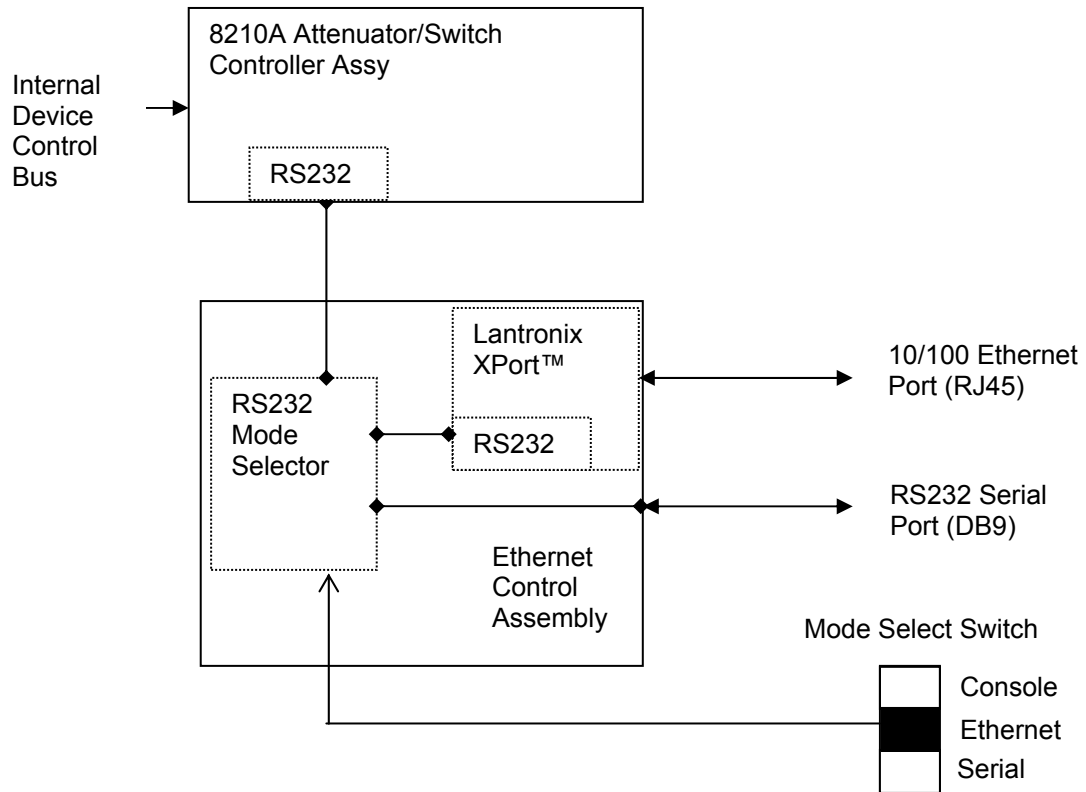 8210A Attenuator/Switch
Controller Assy
Internal
Device
Control
Bus
RS232
Lantronix
XPort™
10/100 Ethernet
Port (RJ45)
RS232
Mode
Selector
RS232
RS232 Serial
Port (DB9)
Ethernet
Control
Assembly
Mode Select Switch
Console
Ethernet
Serial